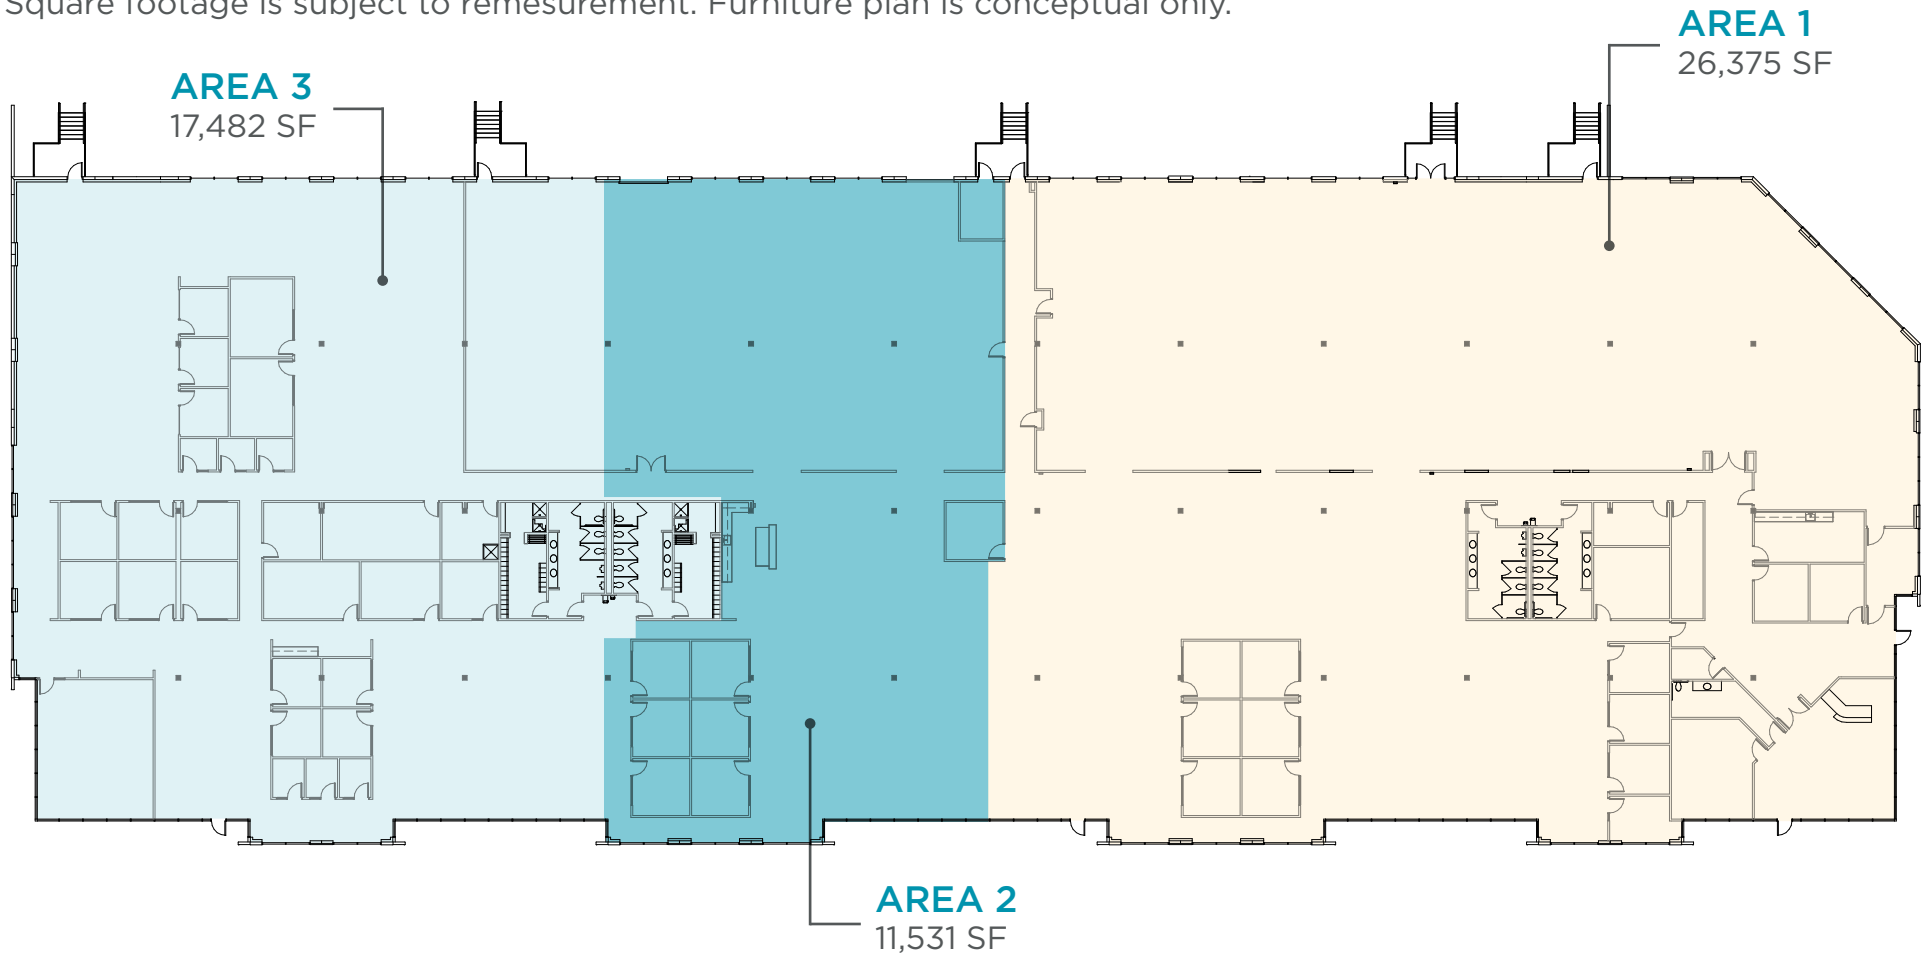 Square footage is subject to remesurement. Furniture plan is conceptual only.
AREA 1
26,375 SF
AREA 3
17,482 SF
AREA 2
11,531 SF